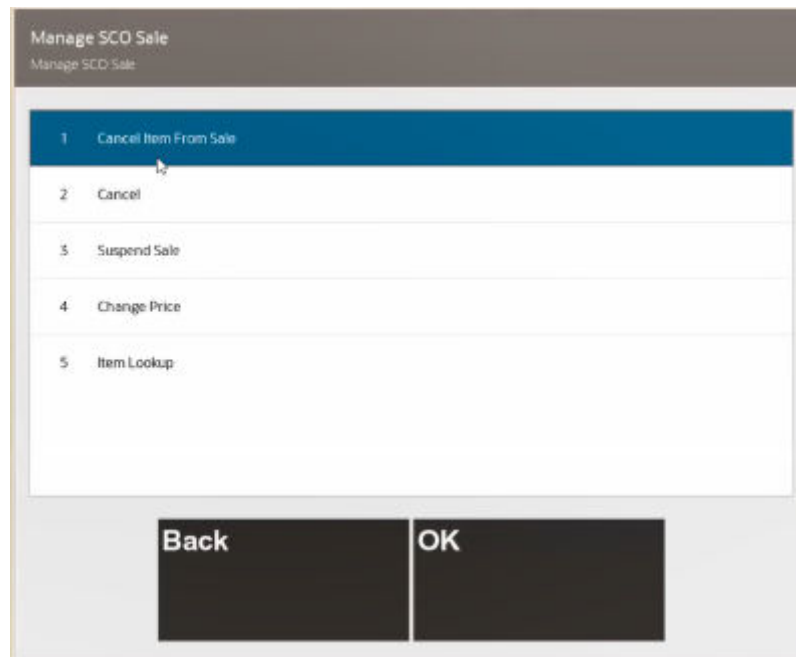 Manage SCO Sale
Manage SCO Sale
1 Cancel Item From Sale
2 Cancel
3 Suspend Sale
4 Change Price
5 Item Lookup
Back
OK